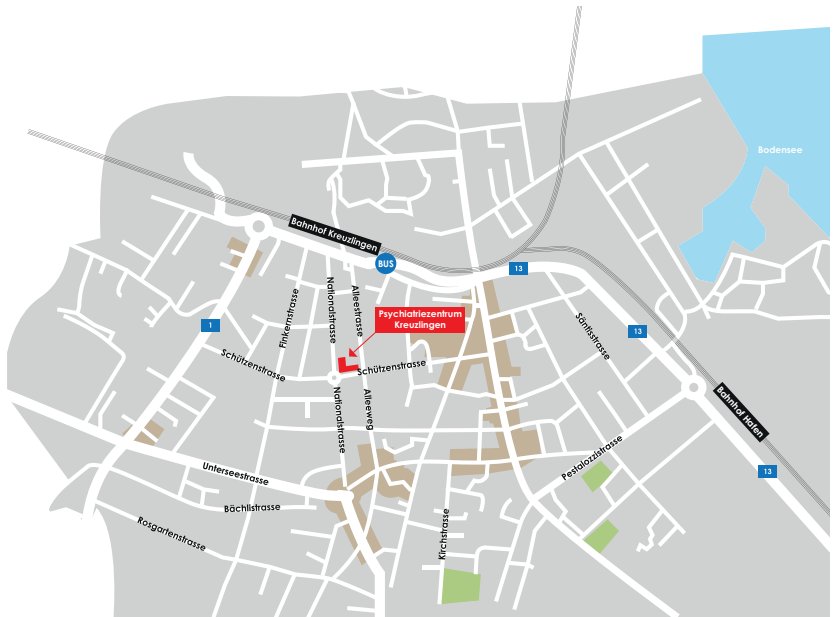 Bodensee
Bahnhof Kreuzlingen
BUS
13
Finkernstrasse
Nationalstrasse
Alleestrasse
Psychiatriezentrum
Kreuzlingen
1
13
Säntisstrasse
Schützenstrasse
Schützenstrasse
Nationalstrasse
Alleeweg
Bahnhof Hafen
Unterseestrasse
Pestalozzistrasse
13
Bächlistrasse
Rosgartenstrasse
Kirchstrasse